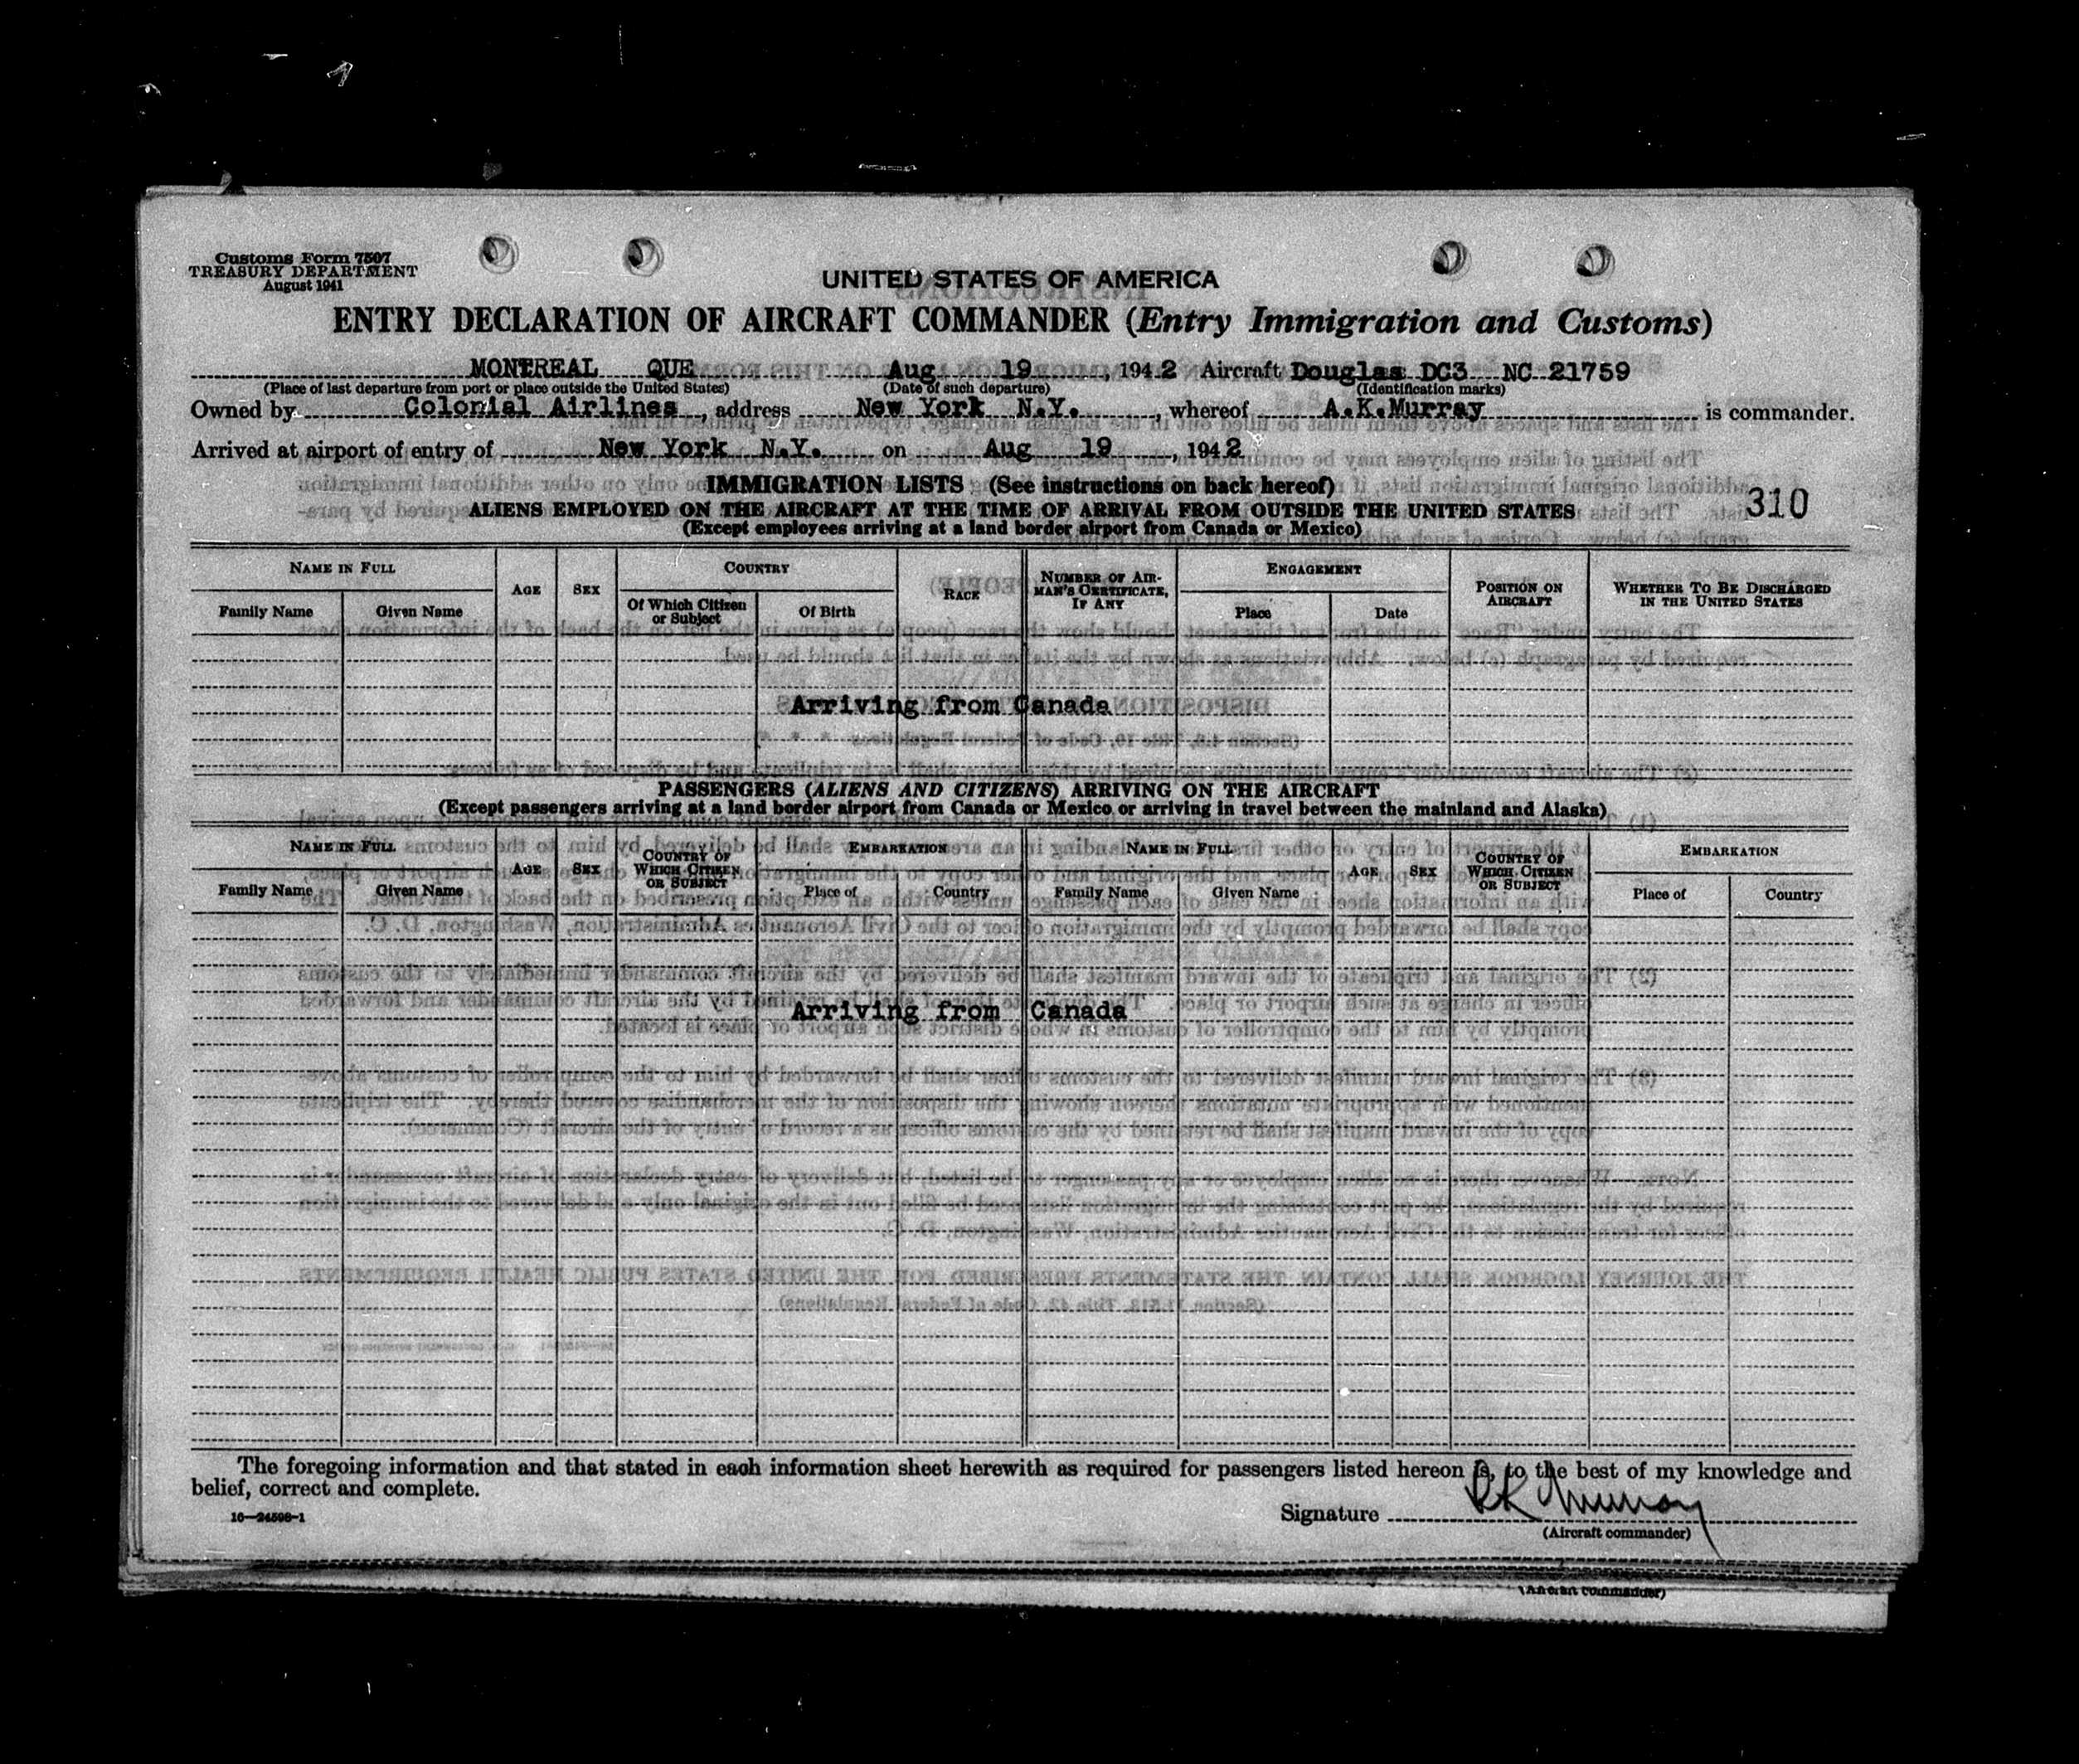 Customs Form 7507
TREASURY DEPARTMENT
August 1941
UNITED STATES OF AMERICA
ENTRY DECLARATION OF AIRCRAFT COMMANDER (Entry Immigration and Customs)
MONTREAL QUE Aug 19, 1942 Aircraft Douglas DC3 NC 21759
(Place of last departure from port or place outside the United States) (Date of such departure) (Identification marks)
Owned by Colonial Airlines, address New York N.Y., whereof A.K.Murray is commander.
Arrived at airport of entry of New York N.Y. on Aug 19, 1942
IMMIGRATION LISTS (See instructions on back hereof)
310
ALIENS EMPLOYED ON THE AIRCRAFT AT THE TIME OF ARRIVAL FROM OUTSIDE THE UNITED STATES
(Except employees arriving at a land border airport from Canada or Mexico)
NAME IN FULL AGE SEX COUNTRY RACE NUMBER OF AIRMAN'S CERTIFICATE, IF ANY ENGAGEMENT POSITION ON AIRCRAFT WHETHER TO BE DISCHARGED IN THE UNITED STATES
Family Name Given Name Of Which Citizen or Subject Of Birth Place Date
Arriving from Canada
PASSENGERS (ALIENS AND CITIZENS) ARRIVING ON THE AIRCRAFT
(Except passengers arriving at a land border airport from Canada or Mexico or arriving in travel between the mainland and Alaska)
NAME IN FULL AGE SEX COUNTRY OF WHICH CITIZEN OR SUBJECT EMBARKATION NAME IN FULL AGE SEX COUNTRY OF WHICH CITIZEN OR SUBJECT EMBARKATION
Family Name Given Name Place of Country Family Name Given Name Place of Country
Arriving from Canada
The foregoing information and that stated in each information sheet herewith as required for passengers listed hereon is, to the best of my knowledge and
belief, correct and complete.
16—24598-1
Signature
(Aircraft commander)
(Aircraft commander)